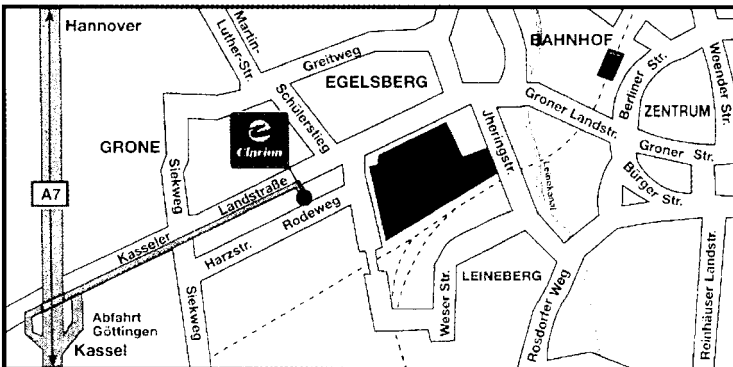 Hannover
Martin-
Luther-Str.
Greitweg
Schülerstieg
EGELSBERG
BAHNHOF
Berliner Str.
Weender Str.
ZENTRUM
Groner Landstr.
Groner Str.
Bürger Str.
Jheringstr.
Leinekanal
GRONE
Clarion
Siekweg
A7
Kasseler
Landstraße
Rodeweg
Harzstr.
Siekweg
Abfahrt
Göttingen
Kassel
Weser Str.
LEINEBERG
Rosdorfer Weg
Reinhäuser Landstr.